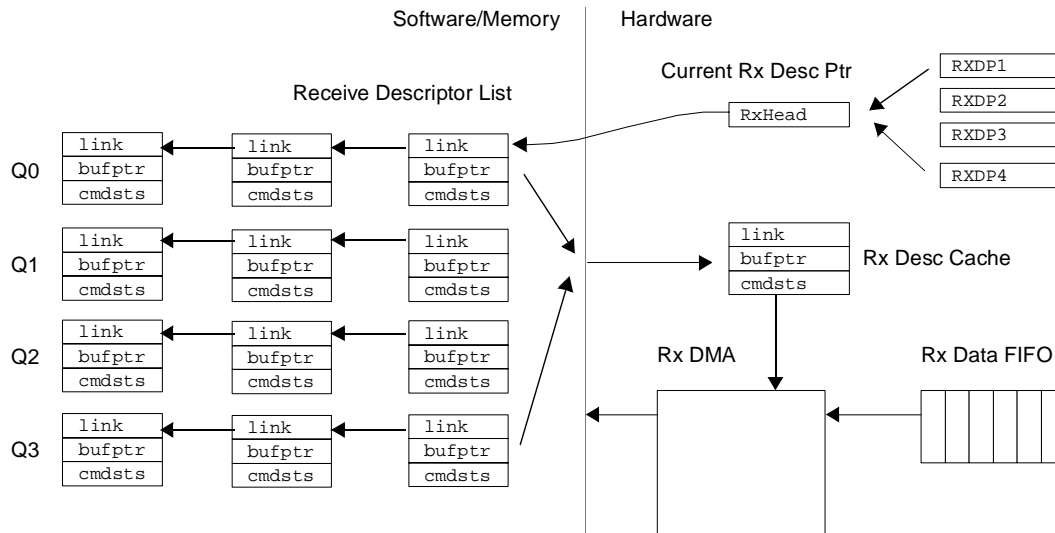 Software/Memory
Hardware
Current Rx Desc Ptr
RXDP1
RXDP2
RXDP3
RXDP4
RxHead
Receive Descriptor List
Q0
link
bufptr
cmdsts
link
bufptr
cmdsts
link
bufptr
cmdsts
Q1
link
bufptr
cmdsts
link
bufptr
cmdsts
link
bufptr
cmdsts
link
bufptr
cmdsts
Rx Desc Cache
Q2
link
bufptr
cmdsts
link
bufptr
cmdsts
link
bufptr
cmdsts
Rx DMA
Rx Data FIFO
Q3
link
bufptr
cmdsts
link
bufptr
cmdsts
link
bufptr
cmdsts